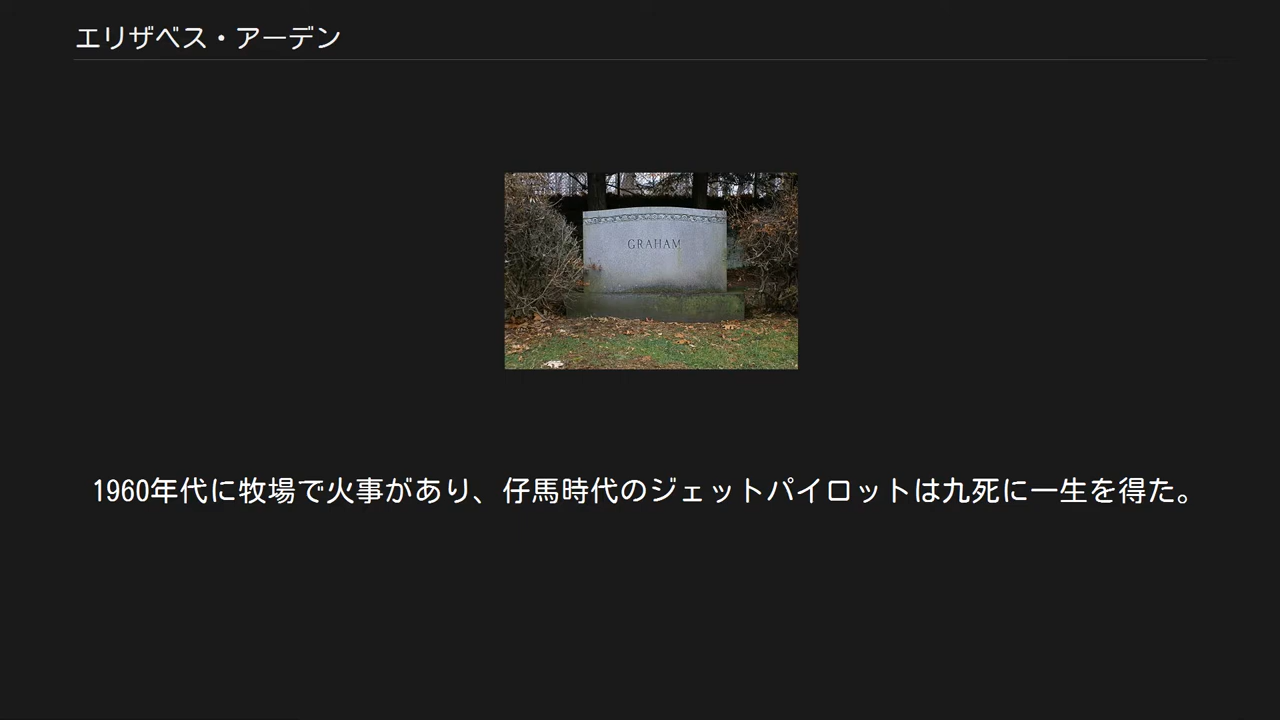 エリザベス・アーデン
GRAHAM
1960年代に牧場で火事があり、仔馬時代のジェットパイロットは九死に一生を得た。